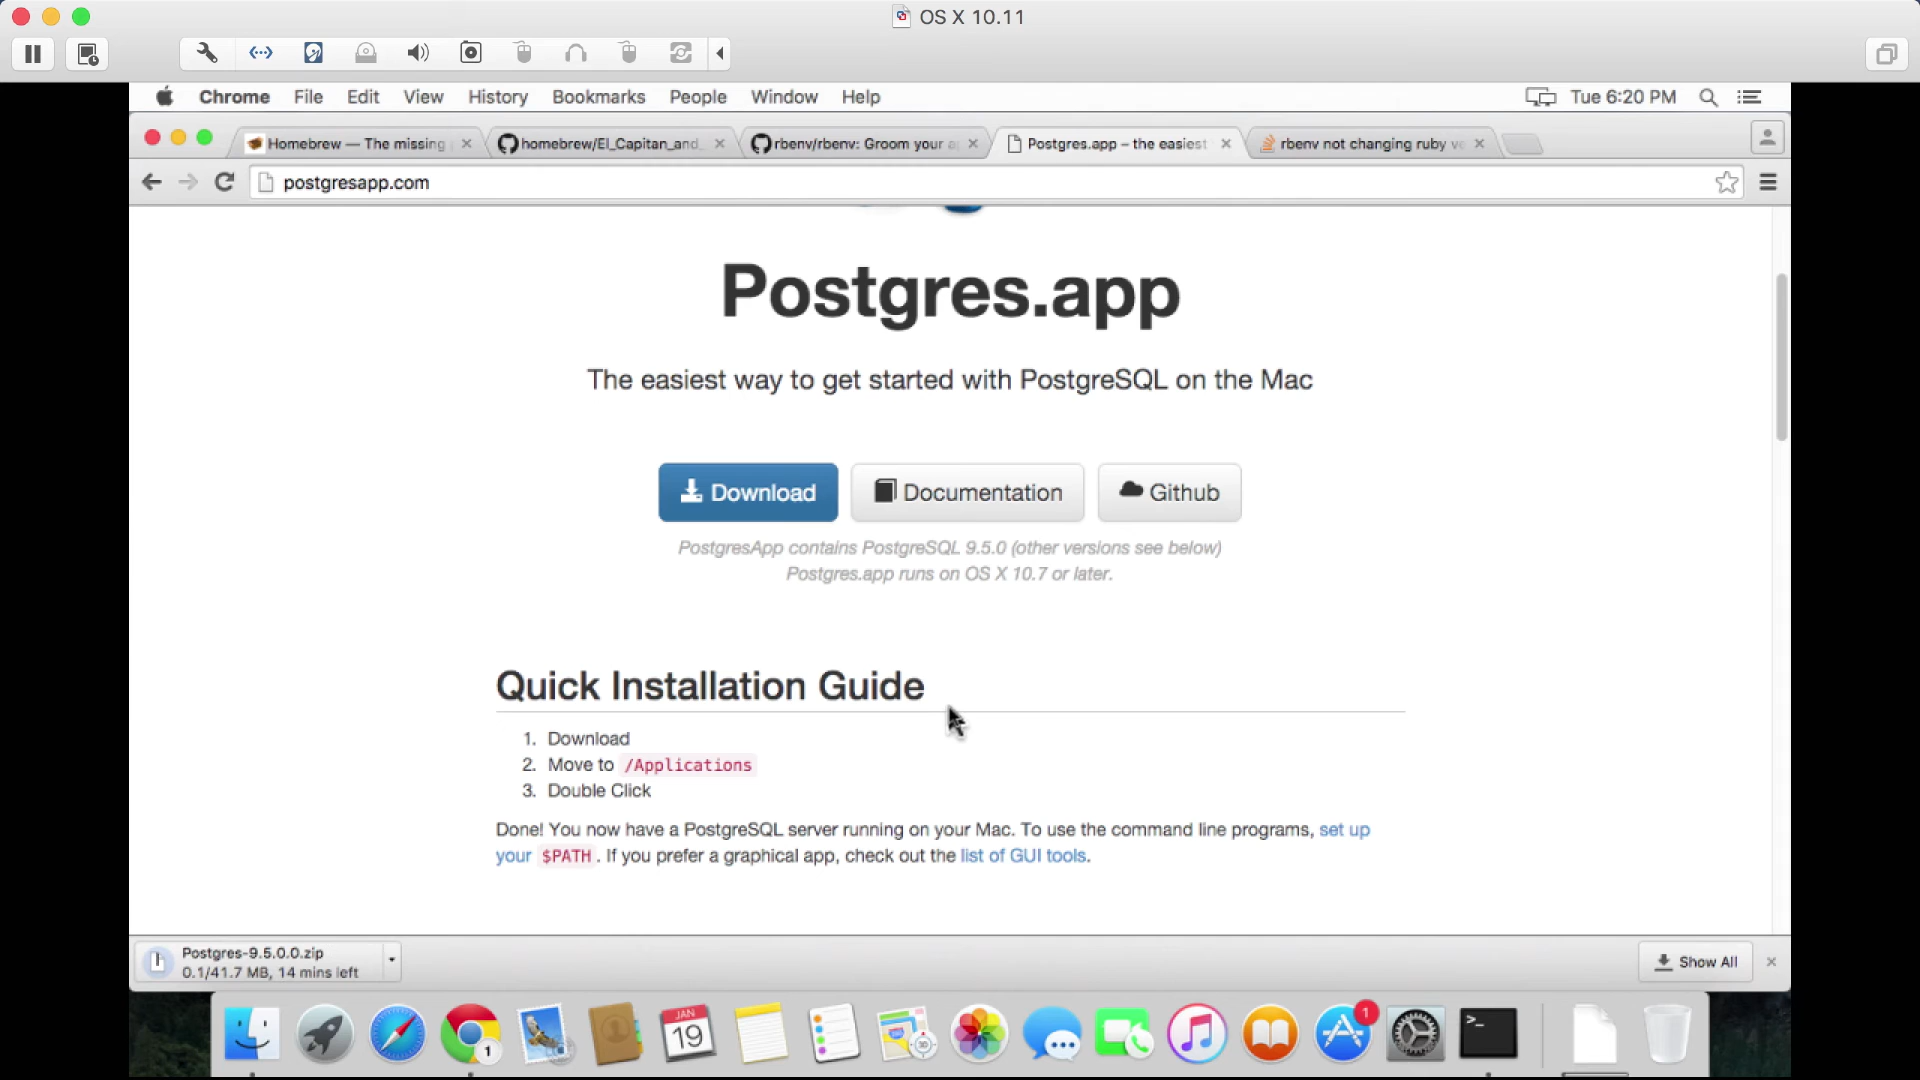 OS X 10.11
Chrome File Edit View History Bookmarks People Window Help Tue 6:20 PM
Homebrew — The missing homebrew/El_Capitan_and_ rbenv/rbenv: Groom your a Postgres.app – the easiest rbenv not changing ruby ve
postgresapp.com
Postgres.app
The easiest way to get started with PostgreSQL on the Mac
Download Documentation Github
PostgresApp contains PostgreSQL 9.5.0 (other versions see below)
Postgres.app runs on OS X 10.7 or later.
Quick Installation Guide
1. Download
2. Move to /Applications
3. Double Click
Done! You now have a PostgreSQL server running on your Mac. To use the command line programs, set up
your $PATH. If you prefer a graphical app, check out the list of GUI tools.
Postgres-9.5.0.0.zip
0.1/41.7 MB, 14 mins left
Show All
1
JAN
19
1
>_